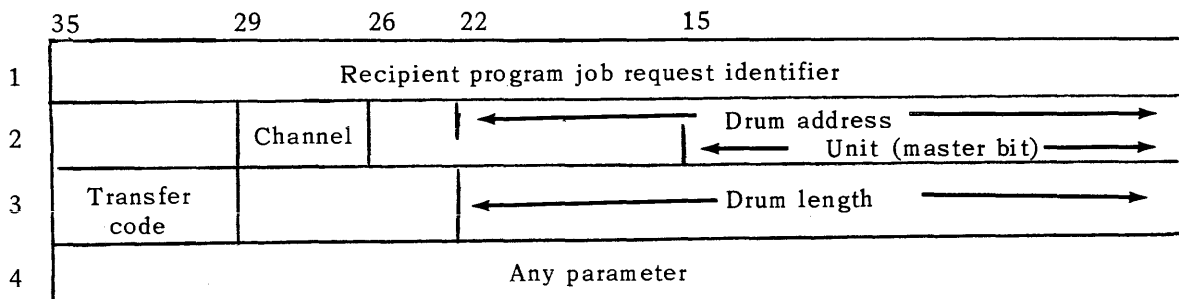 35 29 26 22 15
1 Recipient program job request identifier
Drum address
2 Channel
Unit (master bit)
3 Transfer code Drum length
4 Any parameter